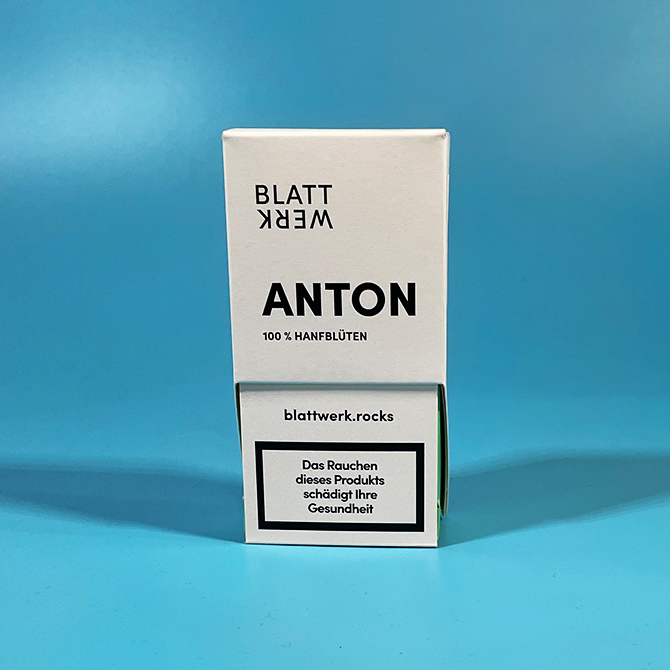 BLATT
WERK
ANTON
100 % HANFBLÜTEN
blattwerk.rocks
Das Rauchen
dieses Produkts
schädigt Ihre
Gesundheit